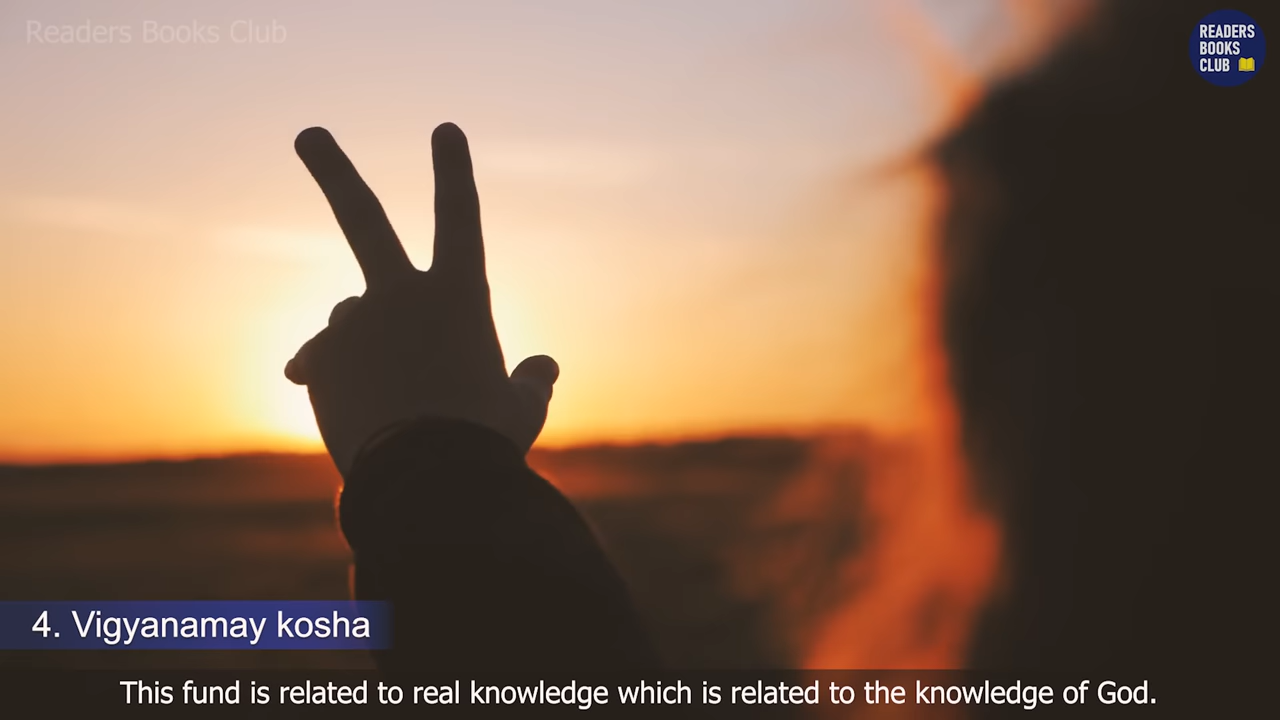 Readers Books Club
READERS
BOOKS
CLUB
4. Vigyanamay kosha
This fund is related to real knowledge which is related to the knowledge of God.